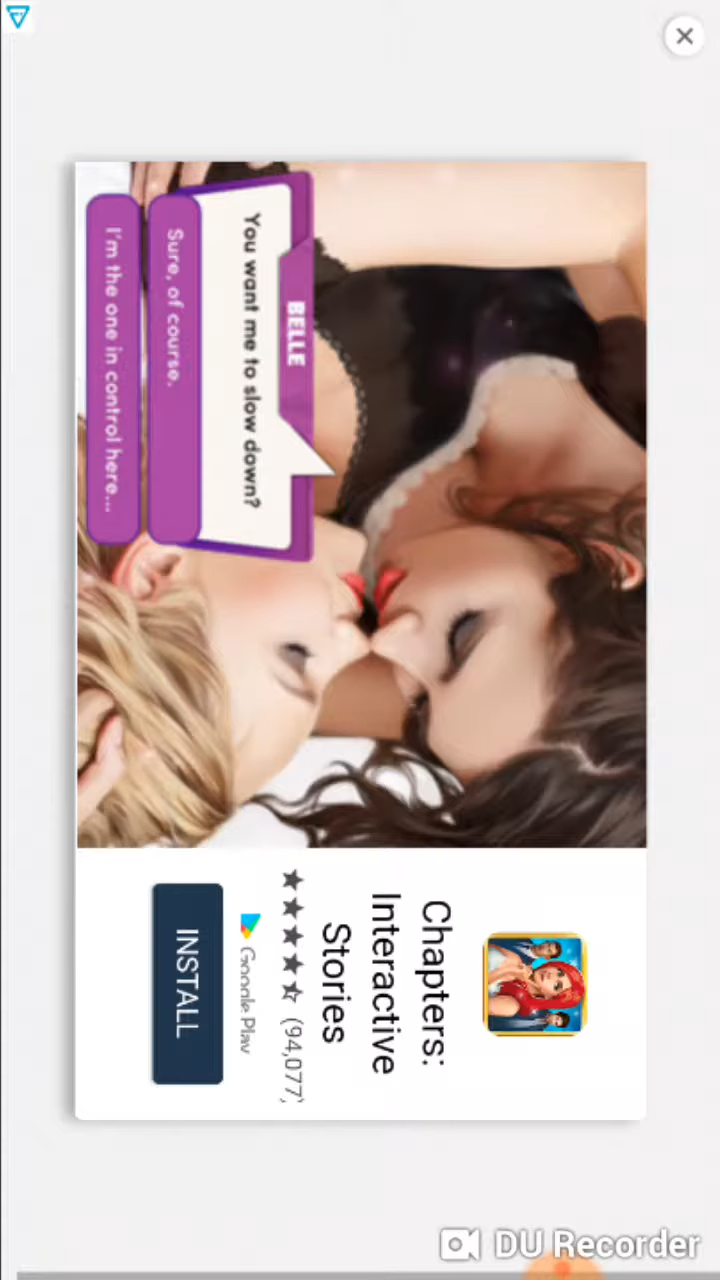 BELLE
You want me to slow down?
Sure, of course.
I'm the one in control here...
Chapters:
Interactive
Stories
(94,077)
Google Play
INSTALL
DU Recorder